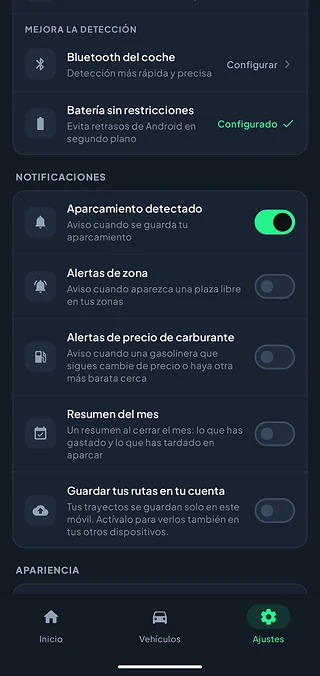 MEJORA LA DETECCIÓN
Bluetooth del coche
Detección más rápida y precisa
Configurar
Batería sin restricciones
Evita retrasos de Android en
segundo plano
Configurado
NOTIFICACIONES
Aparcamiento detectado
Aviso cuando se guarda tu
aparcamiento
Alertas de zona
Aviso cuando aparezca una plaza libre
en tus zonas
Alertas de precio de carburante
Aviso cuando una gasolinera que
sigues cambie de precio o haya otra
más barata cerca
Resumen del mes
Un resumen al cerrar el mes: lo que has
gastado y lo que has tardado en
aparcar
Guardar tus rutas en tu cuenta
Tus trayectos se guardan solo en este
móvil. Actívalo para verlos también en
tus otros dispositivos.
APARIENCIA
Inicio
Vehículos
Ajustes